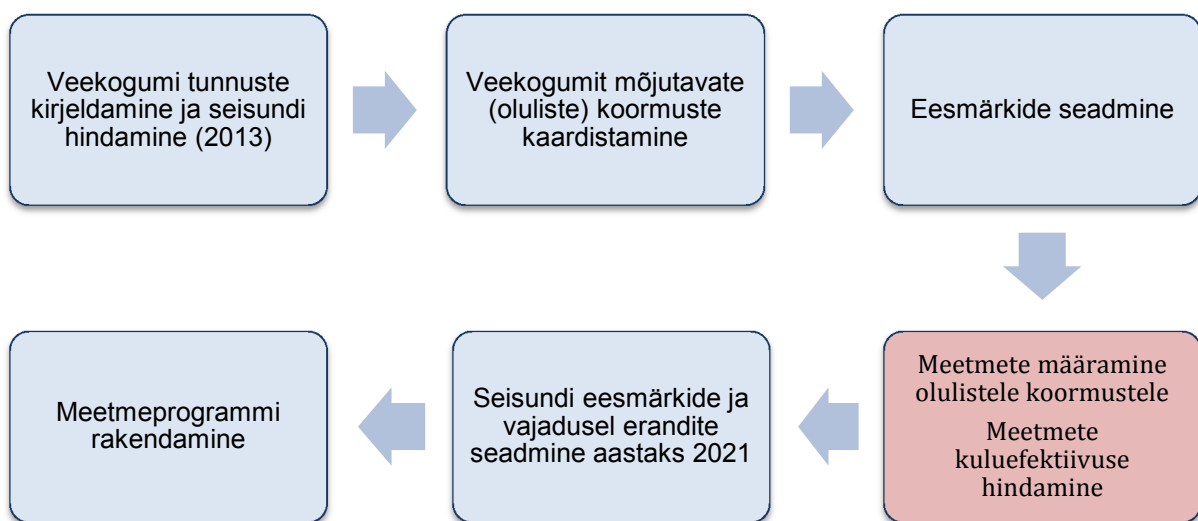 Veekogumi tunnuste
kirjeldamine ja seisundi
hindamine (2013)
Veekogumit mõjutavate
(oluliste) koormuste
kaardistamine
Eesmärkide seadmine
Meetmete määramine
olulistele koormustele
Meetmete
kuluefektiivuse
hindamine
Seisundi eesmärkide ja
vajadusel erandite
seadmine aastaks 2021
Meetmeprogrammi
rakendamine